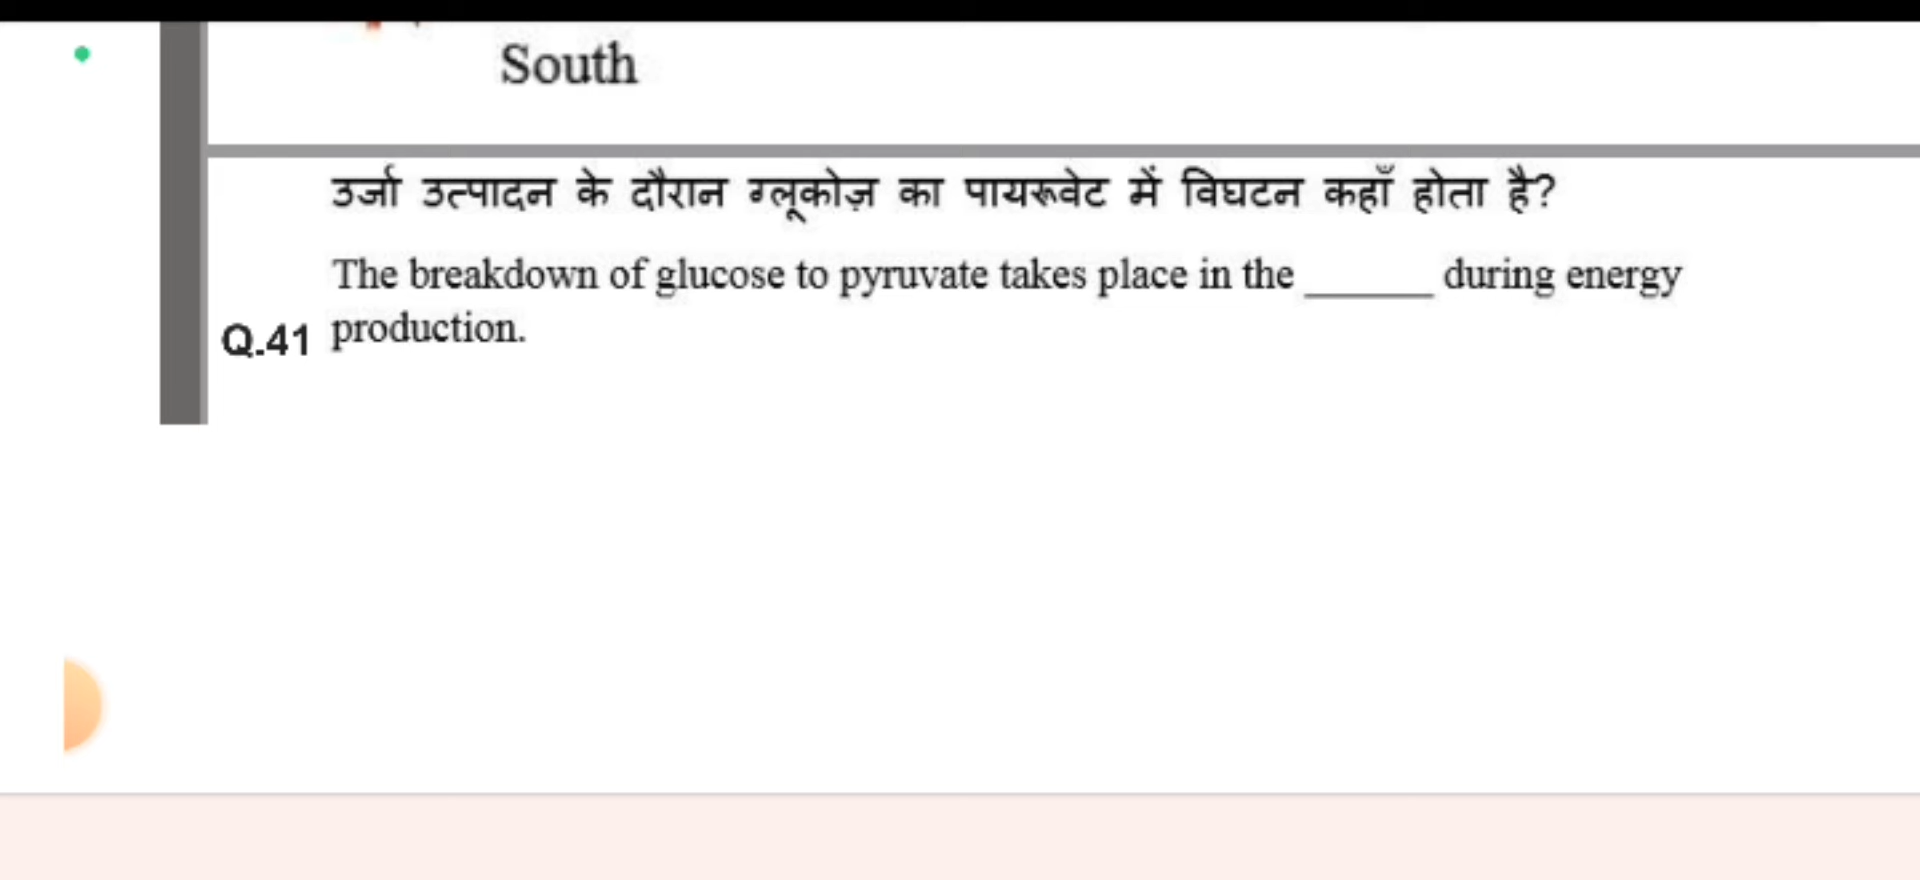 South
उर्जा उत्पादन के दौरान ग्लूकोज़ का पायरूवेट में विघटन कहाँ होता है?
The breakdown of glucose to pyruvate takes place in the ______ during energy
Q.41 production.